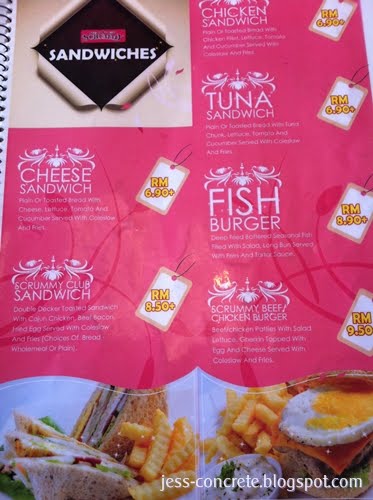 SANDWICHES
CHICKEN
SANDWICH
Plain Or Toasted Bread With
Chicken Fillet, Lettuce, Tomato
And Cucumber Served With
Coleslaw And Fries.
RM
6.90+
TUNA
SANDWICH
Plain Or Toasted Bread With Tuna
Chunk, Lettuce, Tomato And
Cucumber Served With Coleslaw
And Fries.
RM
6.90+
CHEESE
SANDWICH
Plain Or Toasted Bread With
Cheese, Lettuce, Tomato And
Cucumber Served With Coleslaw
And Fries.
RM
6.90+
FISH
BURGER
Deep Fried Battered Seasonal Fish
Filled With Salad, Long Bun Served
With Fries And Tartar Sauce.
RM
8.90+
SCRUMMY CLUB
SANDWICH
Double Decker Toasted Sandwich
With Cajun Chicken, Beef Bacon,
Fried Egg Served With Coleslaw
And Fries (Choices Of Bread
Wholemeal Or Plain).
RM
8.50+
SCRUMMY BEEF/
CHICKEN BURGER
Beef/chicken Patties With Salad
Lettuce, Gherkin Topped With
Egg And Cheese Served With
Coleslaw And Fries.
RM
9.50
jess-concrete.blogspot.com